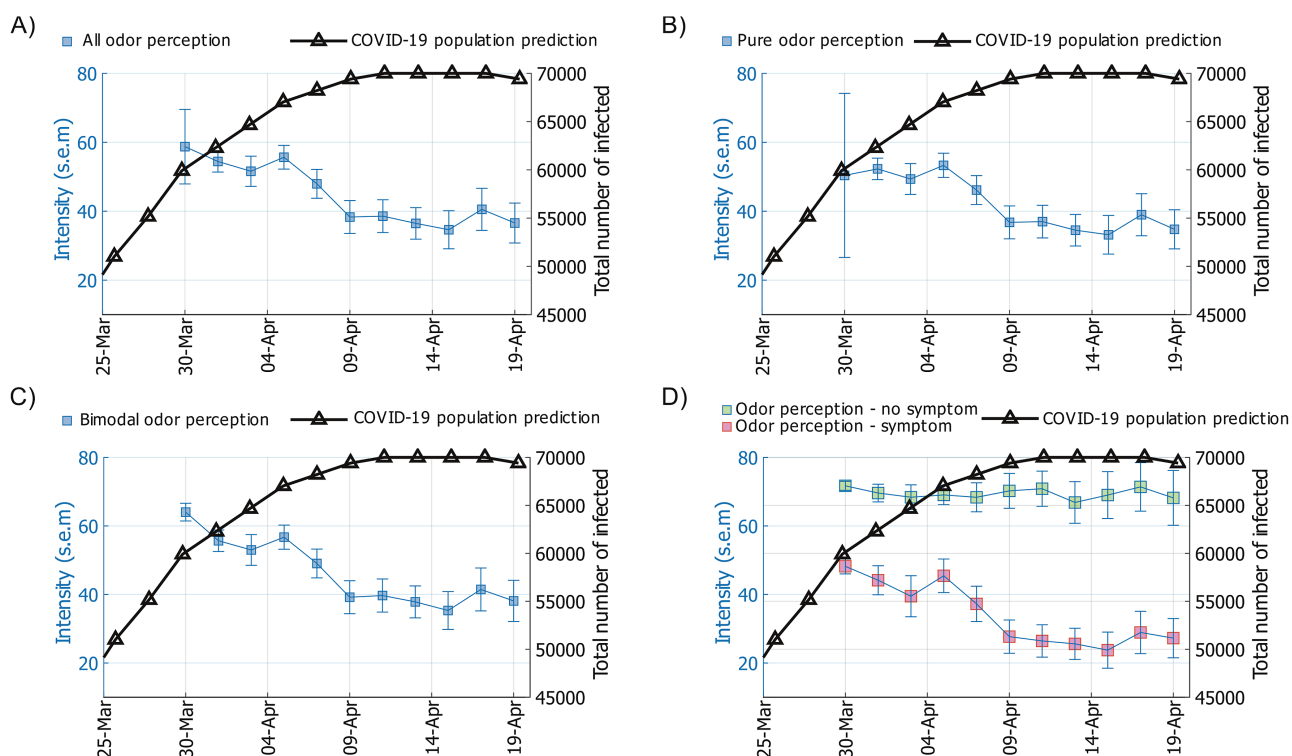 A)
All odor perception
COVID-19 population prediction
80
60
40
20
Intensity (s.e.m)
70000
65000
60000
55000
50000
45000
Total number of infected
25-Mar
30-Mar
04-Apr
09-Apr
14-Apr
19-Apr
B)
Pure odor perception
COVID-19 population prediction
80
60
40
20
Intensity (s.e.m)
70000
65000
60000
55000
50000
45000
Total number of infected
25-Mar
30-Mar
04-Apr
09-Apr
14-Apr
19-Apr
C)
Bimodal odor perception
COVID-19 population prediction
80
60
40
20
Intensity (s.e.m)
70000
65000
60000
55000
50000
45000
Total number of infected
25-Mar
30-Mar
04-Apr
09-Apr
14-Apr
19-Apr
D)
Odor perception - no symptom
Odor perception - symptom
COVID-19 population prediction
80
60
40
20
Intensity (s.e.m)
70000
65000
60000
55000
50000
45000
Total number of infected
25-Mar
30-Mar
04-Apr
09-Apr
14-Apr
19-Apr